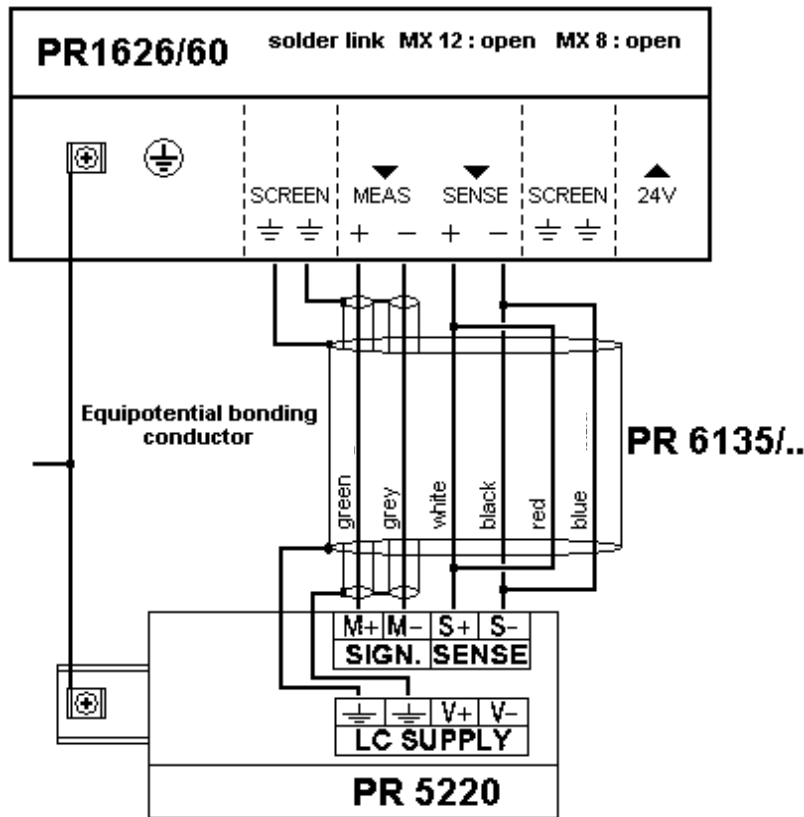 PR1626/60 solder link MX 12 : open MX 8 : open
SCREEN MEAS SENSE SCREEN 24V
+ − + −
Equipotential bonding
conductor
PR 6135/..
green grey white black red blue
M+ M− S+ S−
SIGN. SENSE
V+ V−
LC SUPPLY
PR 5220